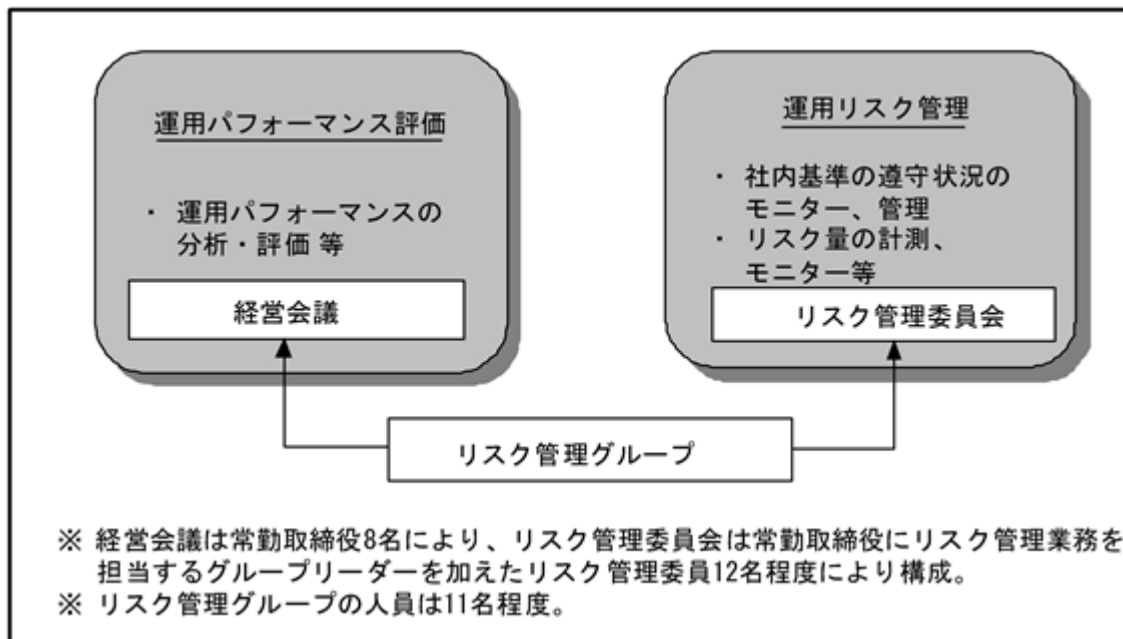 運用パフォーマンス評価
・ 運用パフォーマンスの
分析・評価 等
経営会議
運用リスク管理
・ 社内基準の遵守状況の
モニター、管理
・ リスク量の計測、
モニター等
リスク管理委員会
リスク管理グループ
※ 経営会議は常勤取締役8名により、リスク管理委員会は常勤取締役にリスク管理業務を
担当するグループリーダーを加えたリスク管理委員12名程度により構成。
※ リスク管理グループの人員は11名程度。